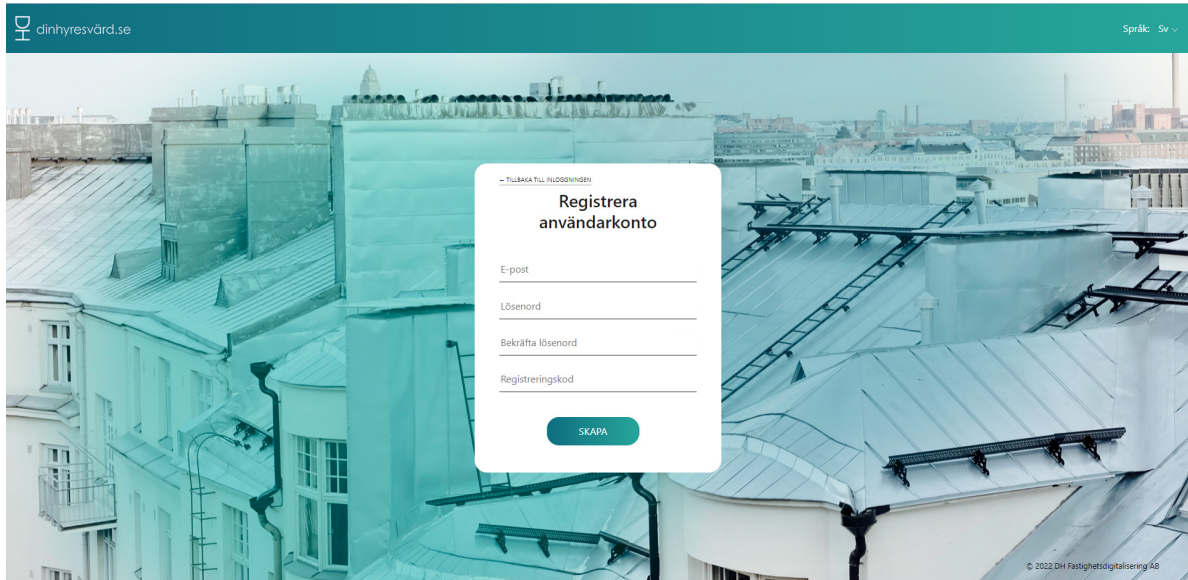 dinhyresvärd.se
Språk: Sv
← TILLBAKA TILL INLOGGNINGEN
Registrera
användarkonto
E-post
Lösenord
Bekräfta lösenord
Registreringskod
SKAPA
© 2022 DH Fastighetsdigitalisering AB